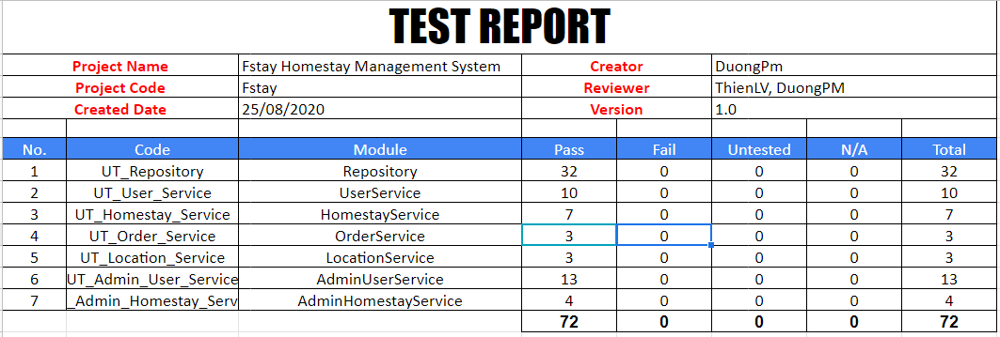 TEST REPORT
Project Name Fstay Homestay Management System Creator DuongPm
Project Code Fstay Reviewer ThienLV, DuongPM
Created Date 25/08/2020 Version 1.0
No. Code Module Pass Fail Untested N/A Total
1 UT_Repository Repository 32 0 0 0 32
2 UT_User_Service UserService 10 0 0 0 10
3 UT_Homestay_Service HomestayService 7 0 0 0 7
4 UT_Order_Service OrderService 3 0 0 0 3
5 UT_Location_Service LocationService 3 0 0 0 3
6 UT_Admin_User_Service AdminUserService 13 0 0 0 13
7 _Admin_Homestay_Serv AdminHomestayService 4 0 0 0 4
72 0 0 0 72